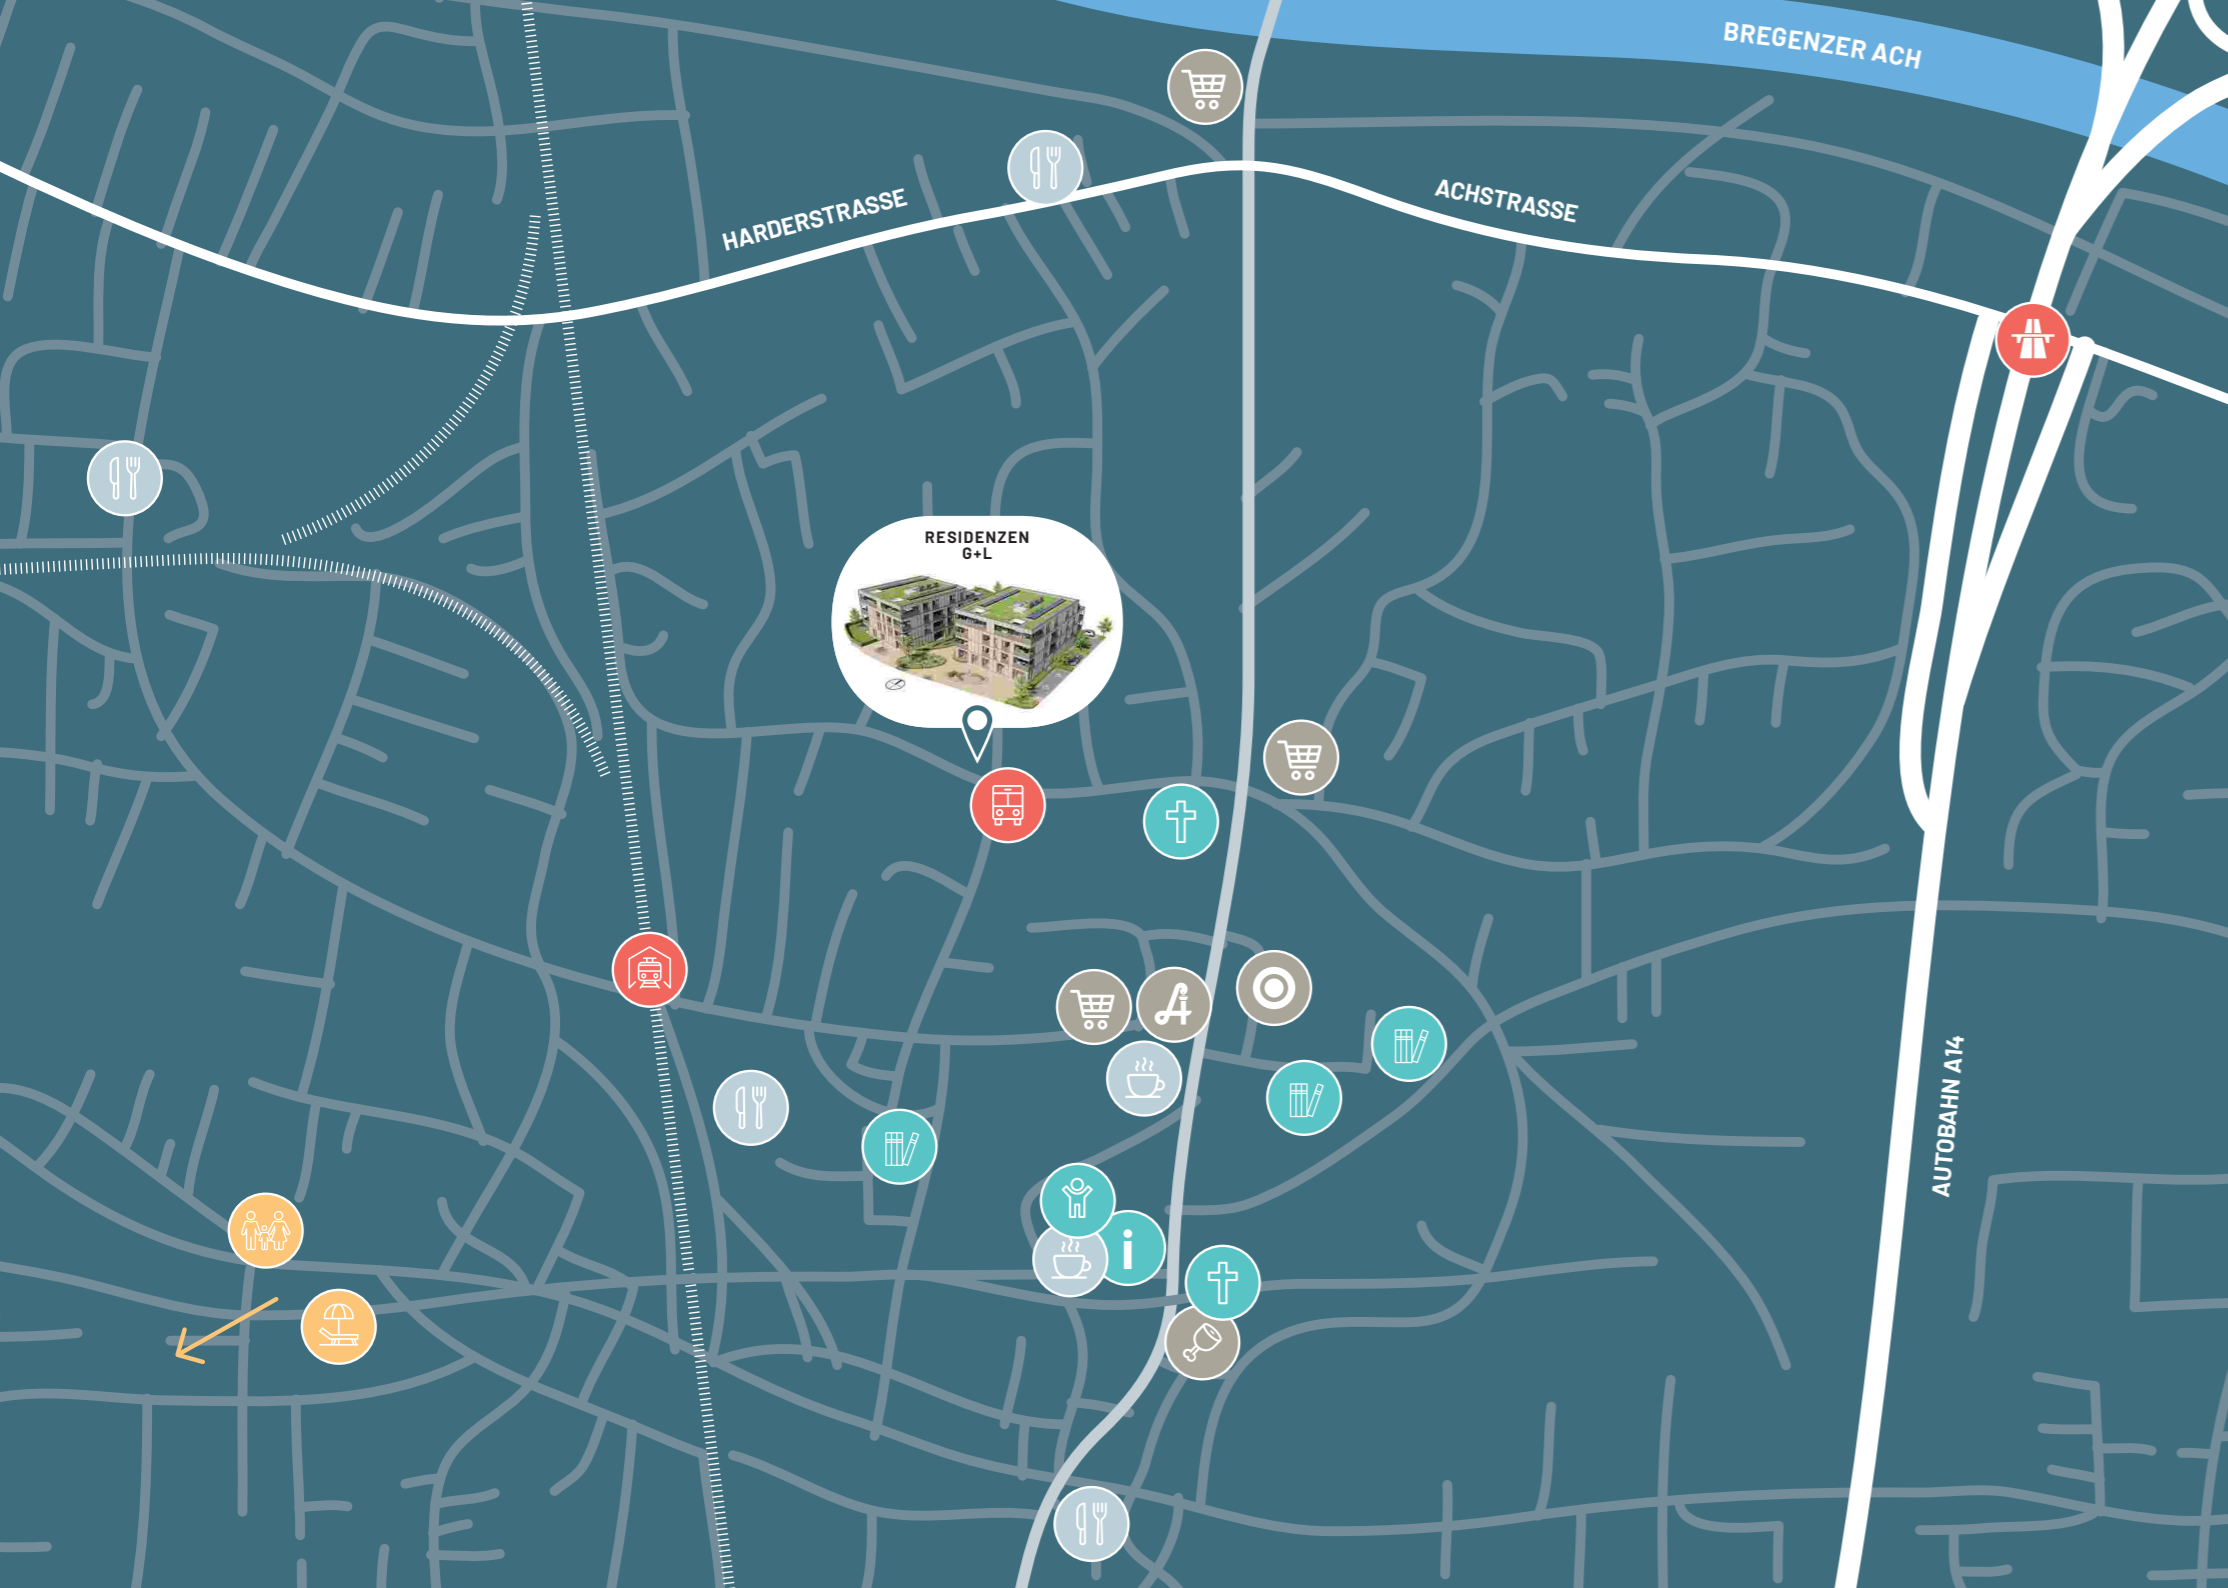 BREGENZER ACH
HARDERSTRASSE
ACHSTRASSE
RESIDENZEN
G+L
A
i
AUTOBAHN A14